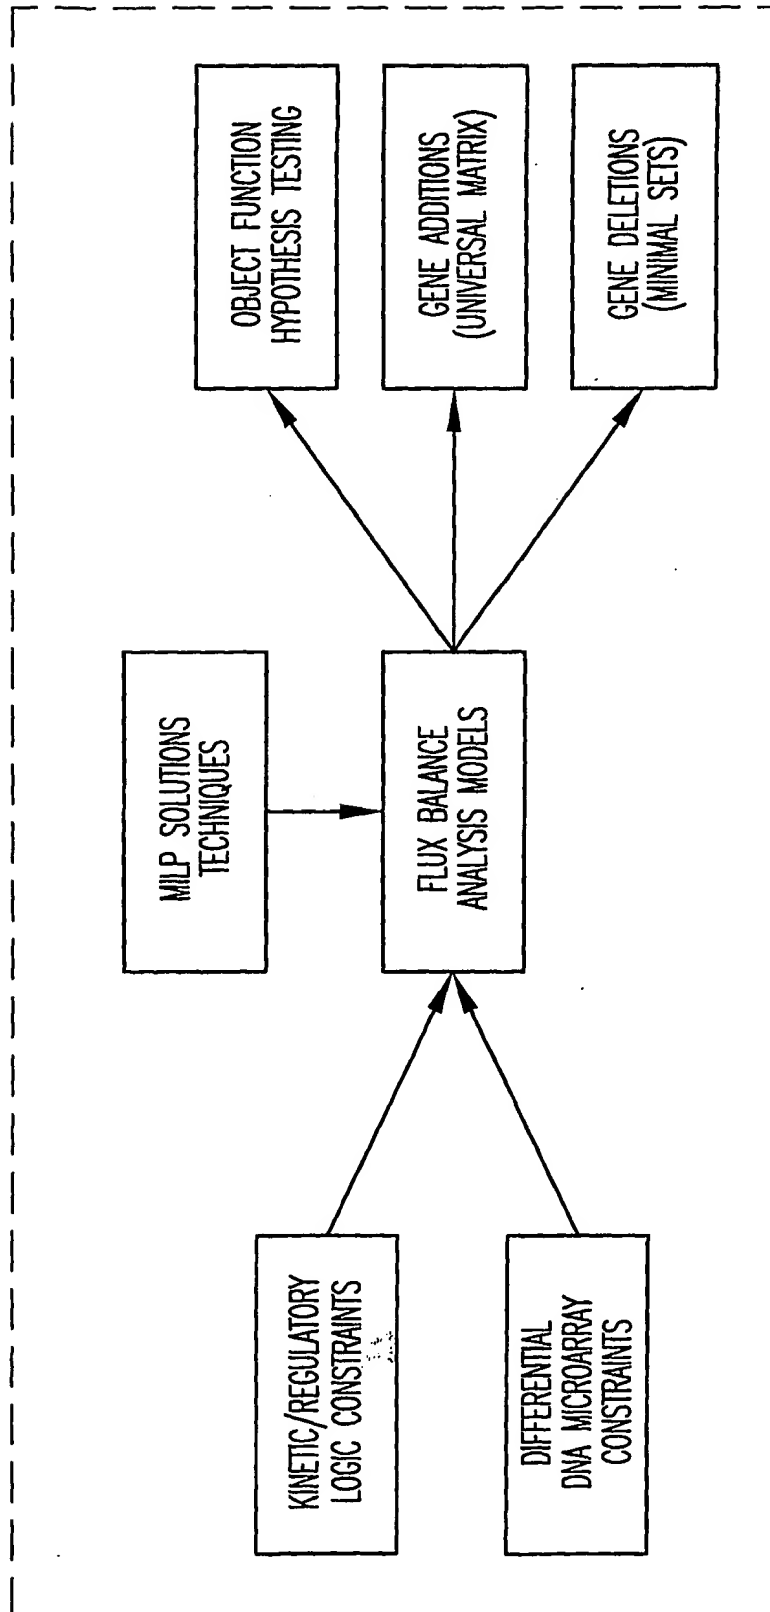 KINETIC/REGULATORY
LOGIC CONSTRAINTS
DIFFERENTIAL
DNA MICROARRAY
CONSTRAINTS
MILP SOLUTIONS
TECHNIQUES
FLUX BALANCE
ANALYSIS MODELS
OBJECT FUNCTION
HYPOTHESIS TESTING
GENE ADDITIONS
(UNIVERSAL MATRIX)
GENE DELETIONS
(MINIMAL SETS)